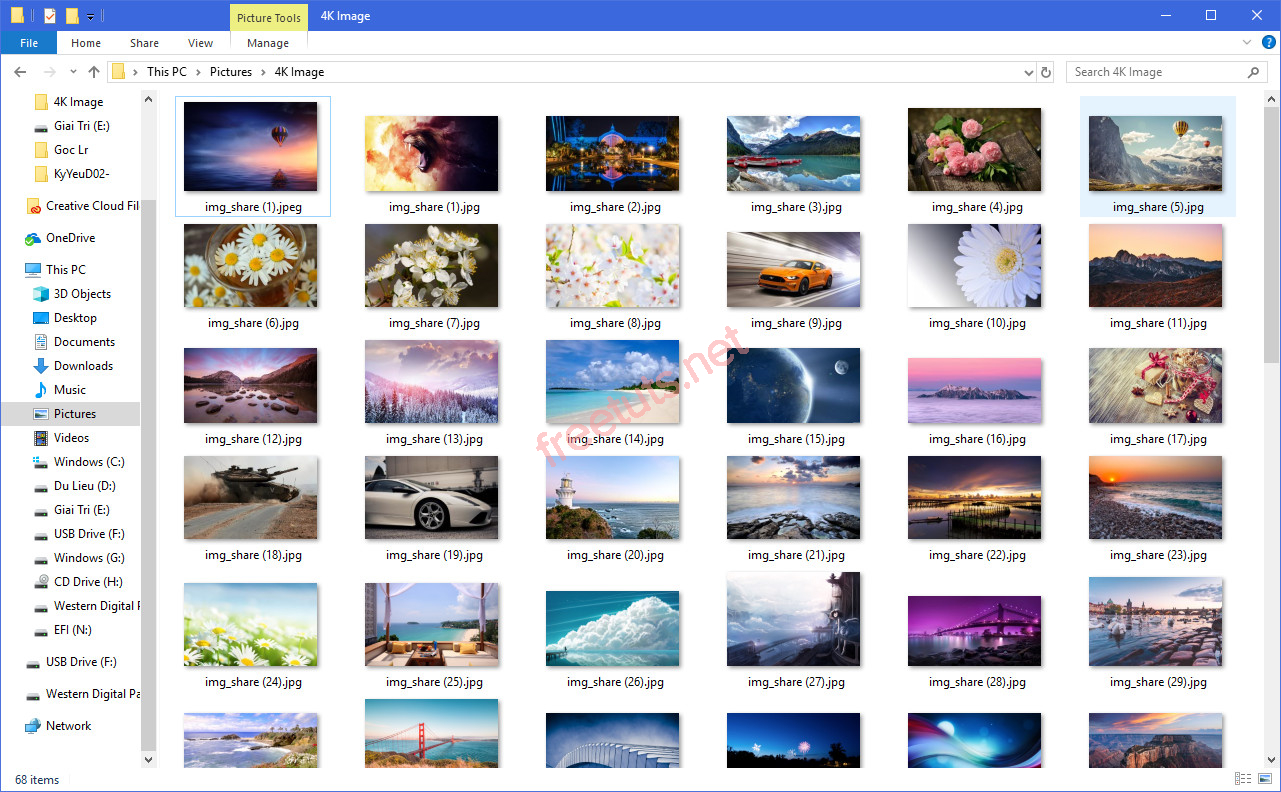 Picture Tools
4K Image
File
Home
Share
View
Manage
This PC
Pictures
4K Image
Search 4K Image
4K Image
Giai Tri (E:)
Goc Lr
KyYeuD02-
Creative Cloud Fil
OneDrive
This PC
3D Objects
Desktop
Documents
Downloads
Music
Pictures
Videos
Windows (C:)
Du Lieu (D:)
Giai Tri (E:)
USB Drive (F:)
Windows (G:)
CD Drive (H:)
Western Digital P
EFI (N:)
USB Drive (F:)
Western Digital Pa
Network
img_share (1).jpeg
img_share (1).jpg
img_share (2).jpg
img_share (3).jpg
img_share (4).jpg
img_share (5).jpg
img_share (6).jpg
img_share (7).jpg
img_share (8).jpg
img_share (9).jpg
img_share (10).jpg
img_share (11).jpg
img_share (12).jpg
img_share (13).jpg
img_share (14).jpg
img_share (15).jpg
img_share (16).jpg
img_share (17).jpg
img_share (18).jpg
img_share (19).jpg
img_share (20).jpg
img_share (21).jpg
img_share (22).jpg
img_share (23).jpg
img_share (24).jpg
img_share (25).jpg
img_share (26).jpg
img_share (27).jpg
img_share (28).jpg
img_share (29).jpg
freetuts.net
68 items